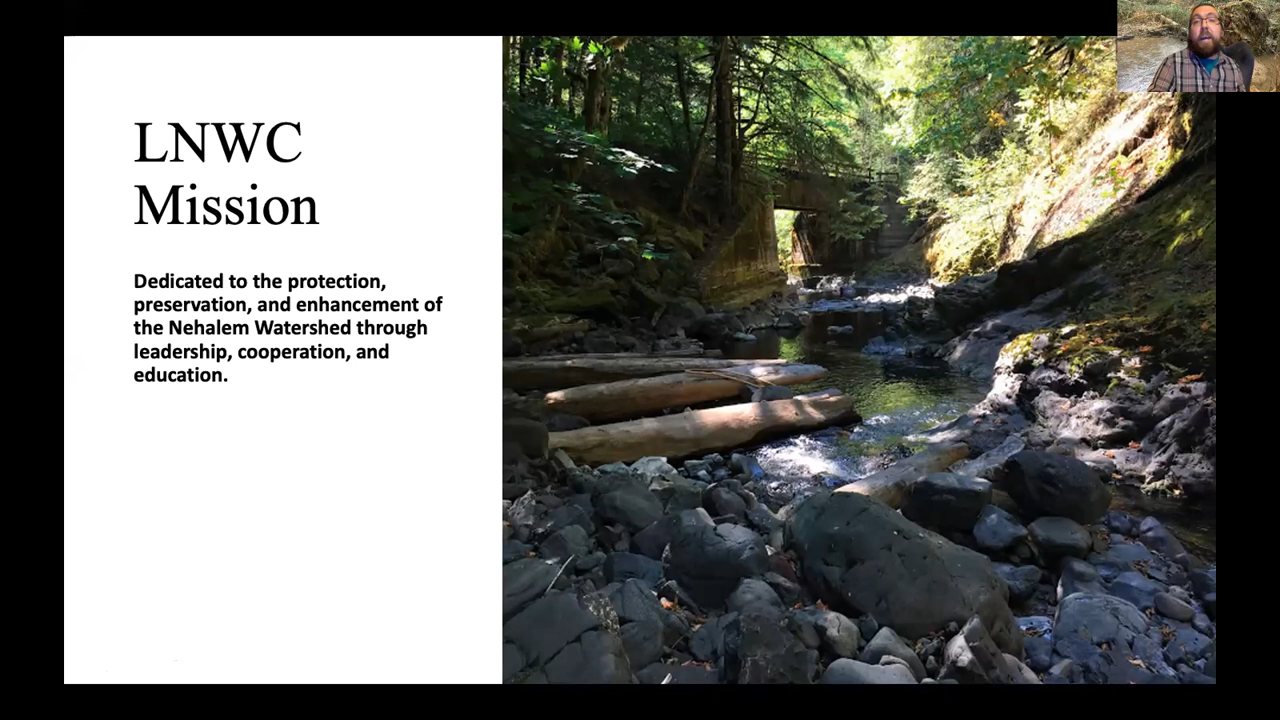 LNWC
Mission
Dedicated to the protection,
preservation, and enhancement of
the Nehalem Watershed through
leadership, cooperation, and
education.